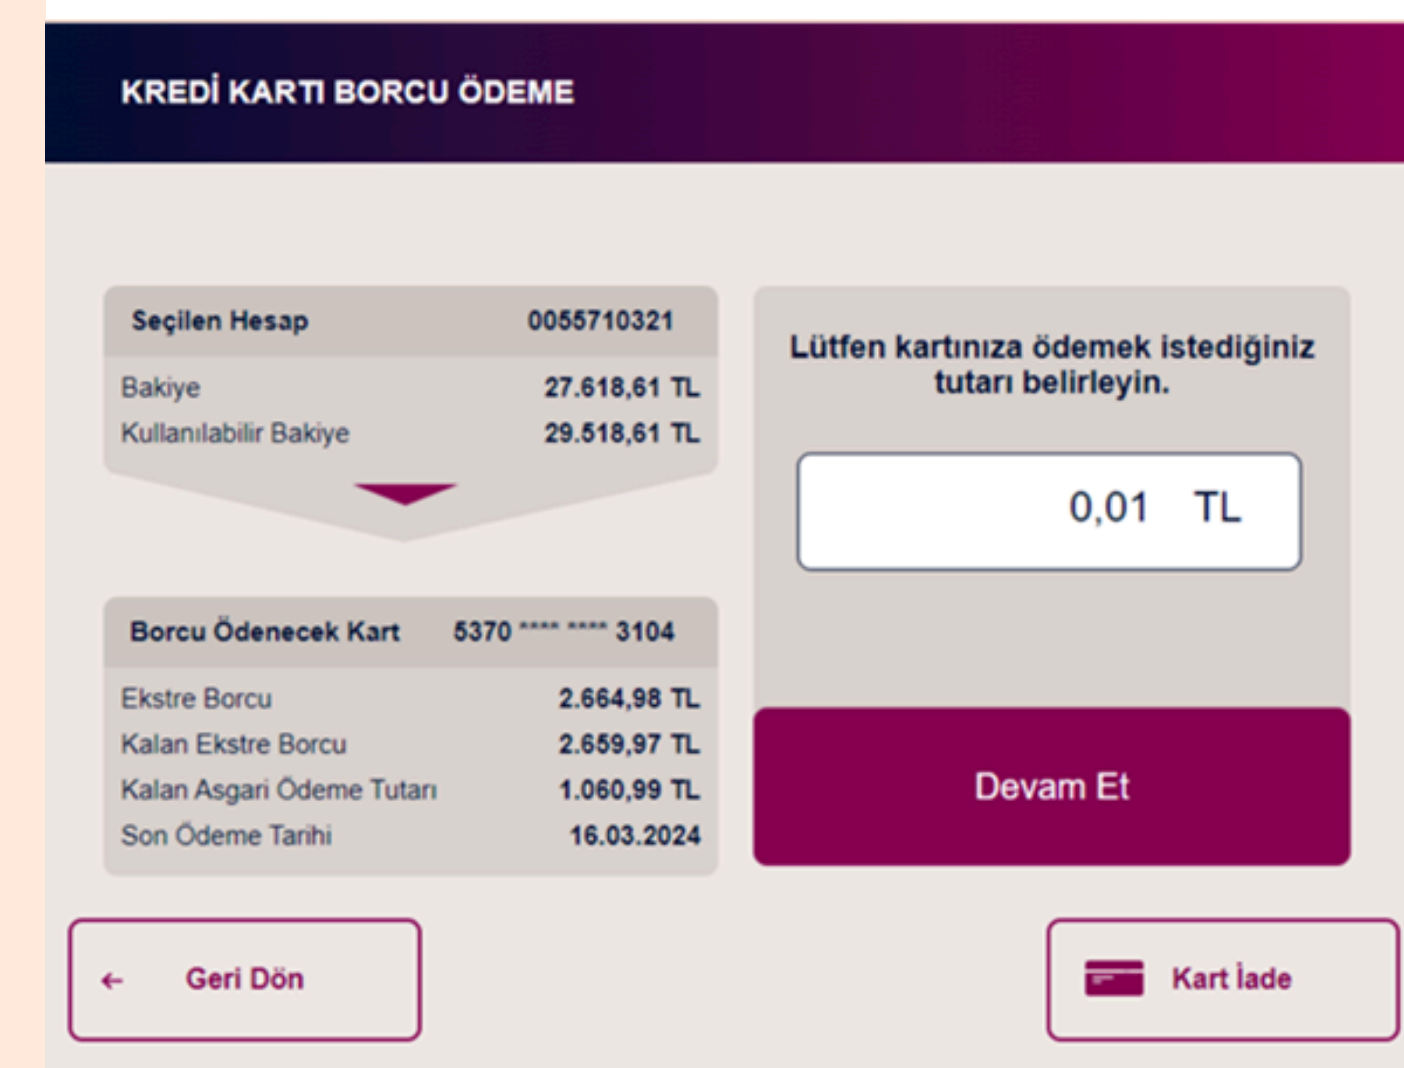 KREDİ KARTI BORCU ÖDEME
Seçilen Hesap 0055710321
Bakiye 27.618,61 TL
Kullanılabilir Bakiye 29.518,61 TL
Borcu Ödenecek Kart 5370 **** **** 3104
Ekstre Borcu 2.664,98 TL
Kalan Ekstre Borcu 2.659,97 TL
Kalan Asgari Ödeme Tutarı 1.060,99 TL
Son Ödeme Tarihi 16.03.2024
Lütfen kartınıza ödemek istediğiniz
tutarı belirleyin.
0,01 TL
Devam Et
← Geri Dön
Kart İade